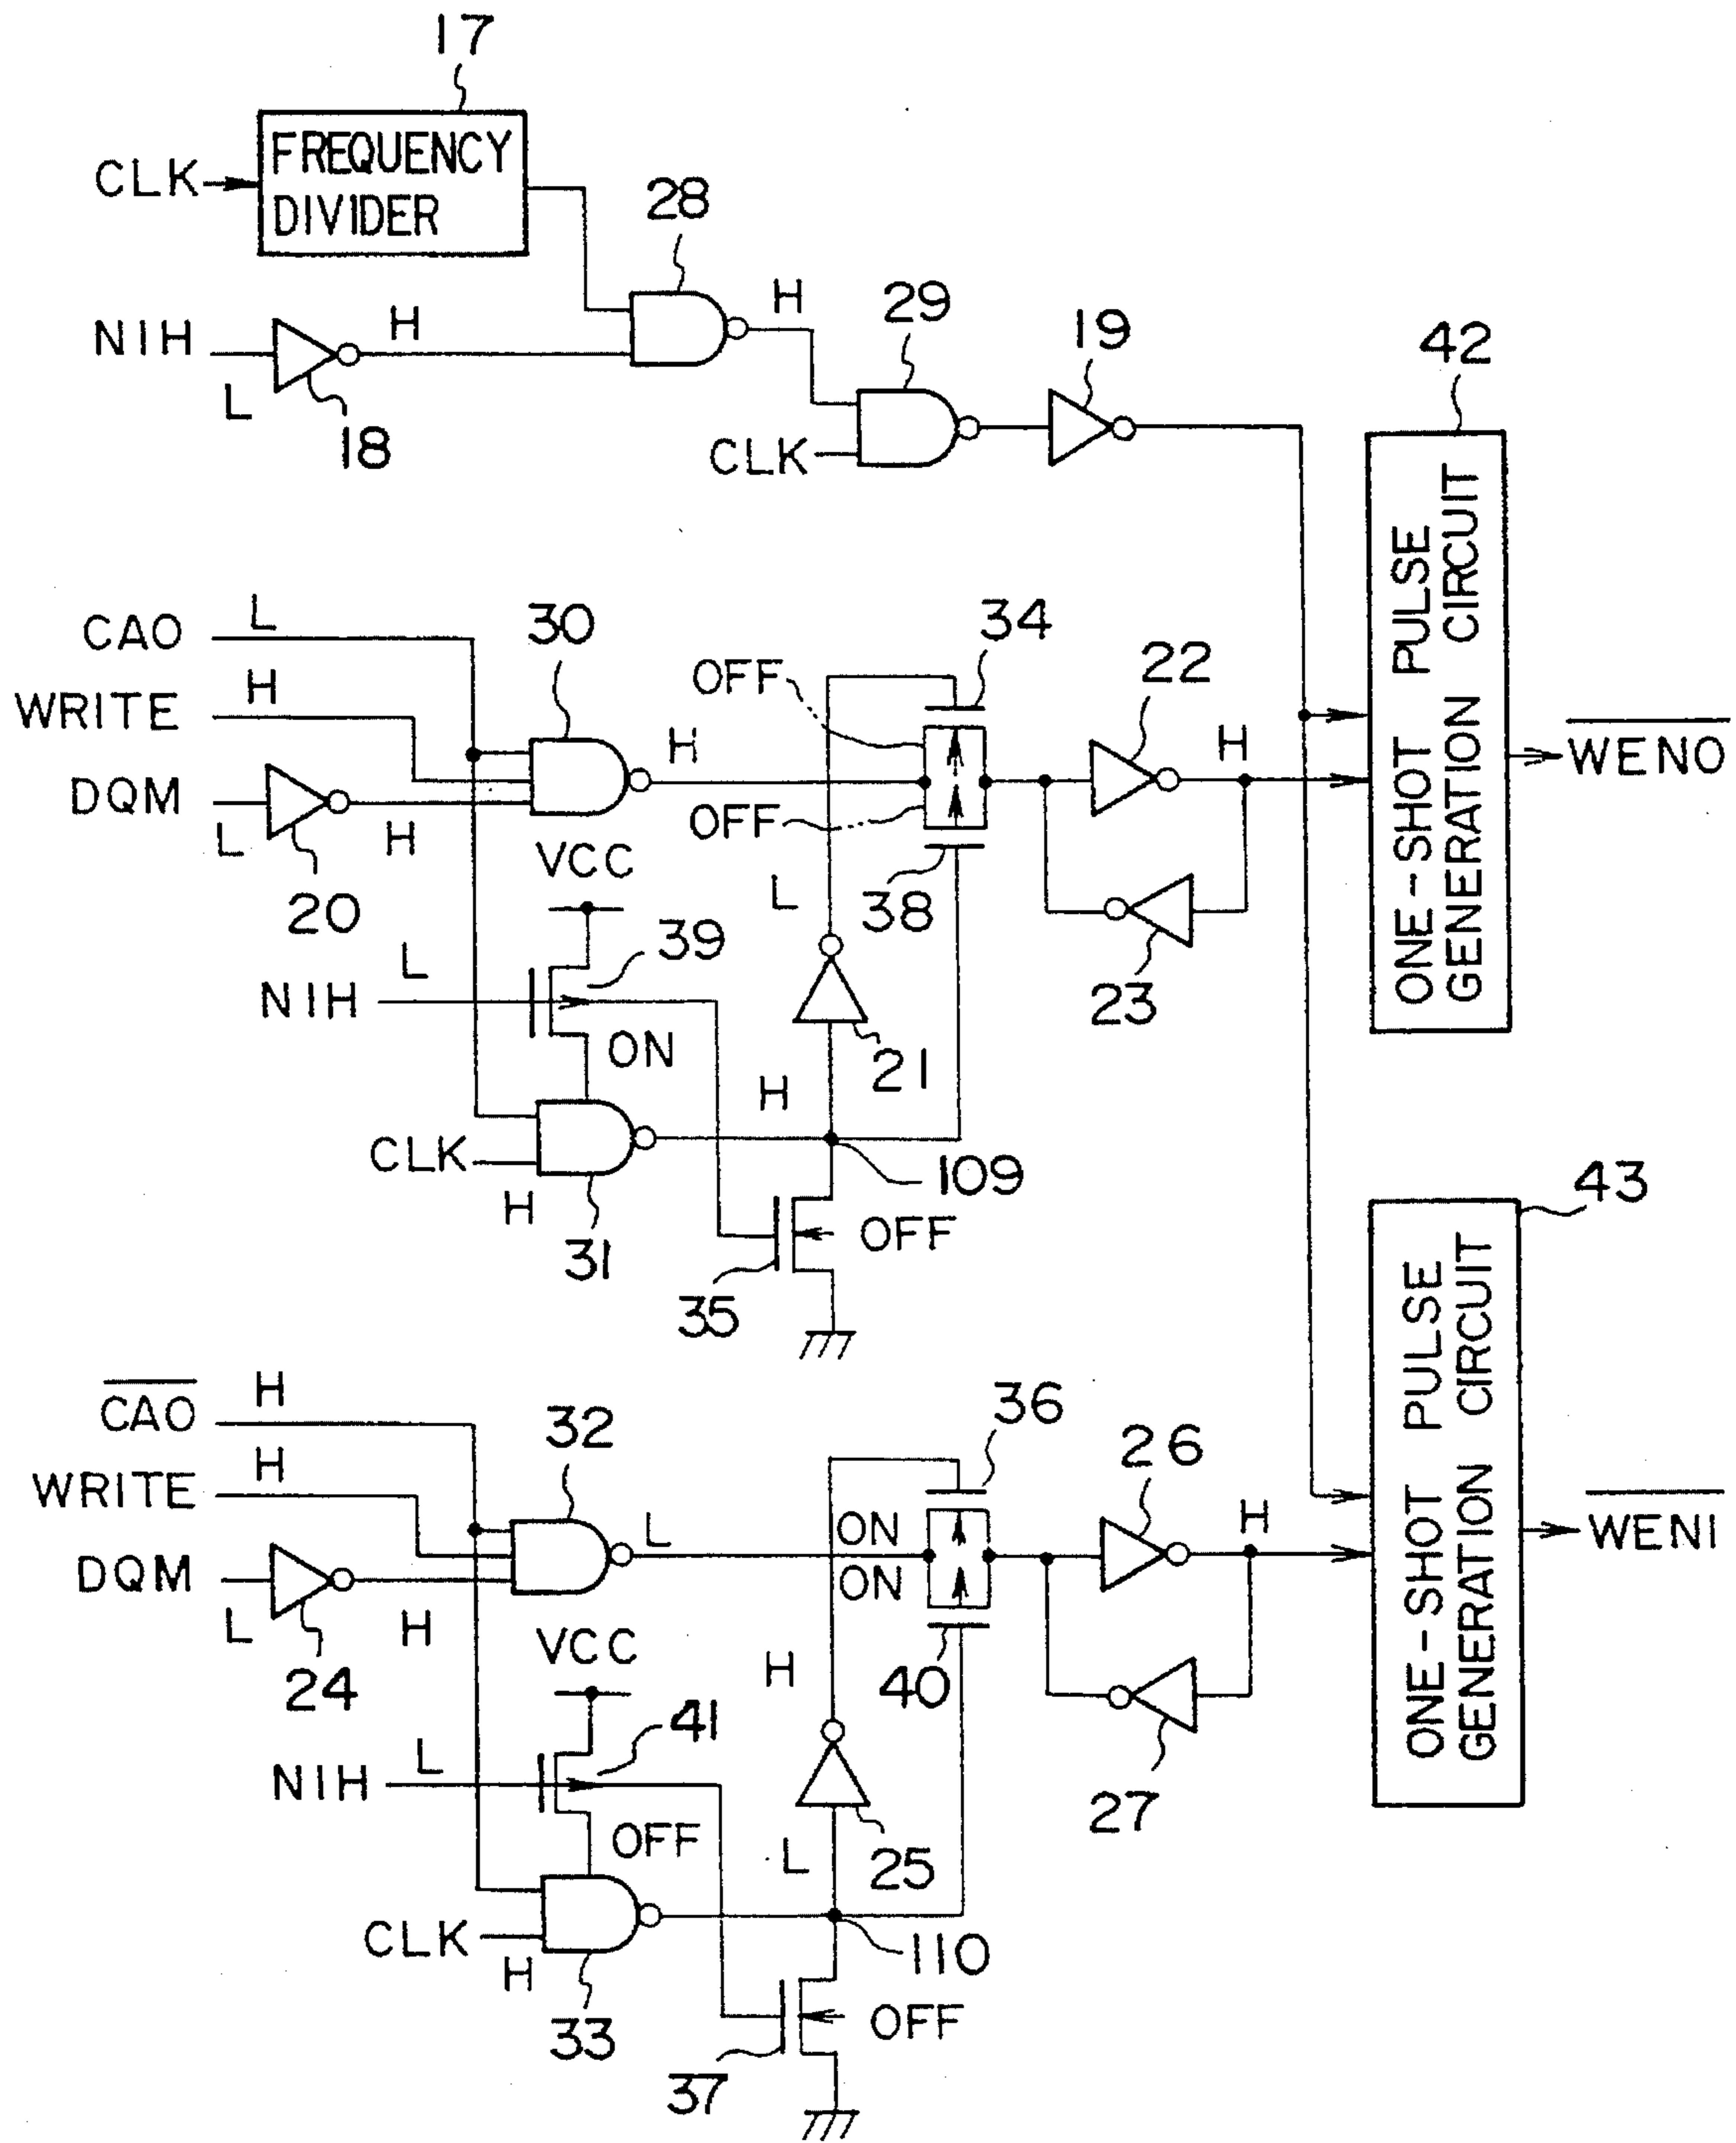 17
FREQUENCY
DIVIDER
CLK
28
H
29
19
42
NIH
H
L
18
CLK
ONE-SHOT PULSE
GENERATION CIRCUIT
CAO
L
30
34
WRITE
H
OFF
22
WENO
DQM
H
H
L
20
H
OFF
VCC
L
38
39
23
NIH
L
ON
21
H
CLK
H
31
109
OFF
35
43
ONE-SHOT PULSE
GENERATION CIRCUIT
CAO
H
32
36
WRITE
H
26
L
ON
H
WENI
DQM
ON
L
24
H
VCC
H
40
41
27
NIH
L
OFF
25
L
CLK
H
33
110
OFF
37